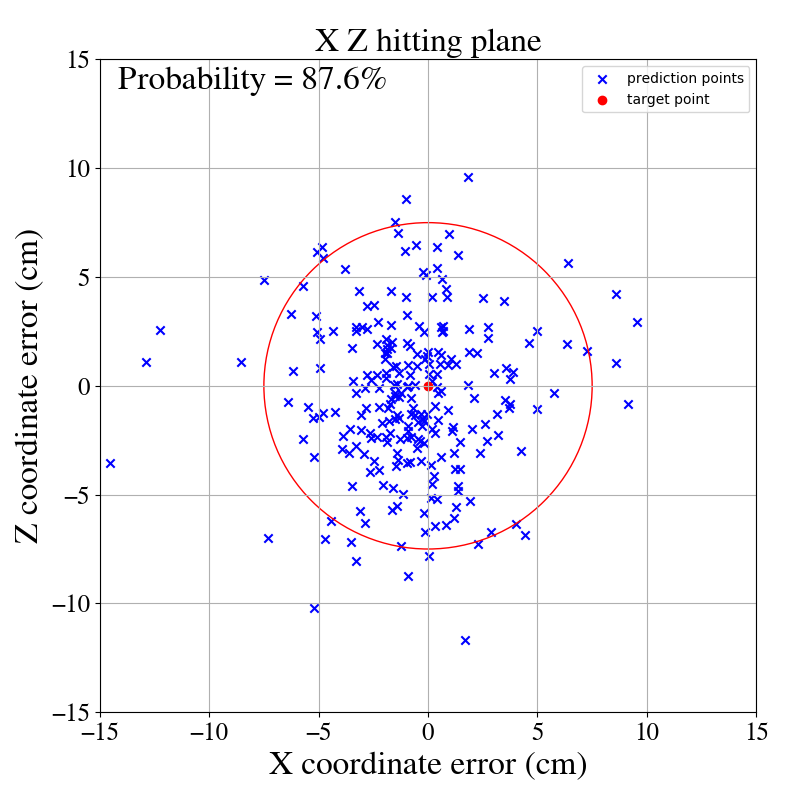 X Z hitting plane
Probability = 87.6%
prediction points
target point
Z coordinate error (cm)
15
10
5
0
−5
−10
−15
−15
−10
−5
0
5
10
15
X coordinate error (cm)